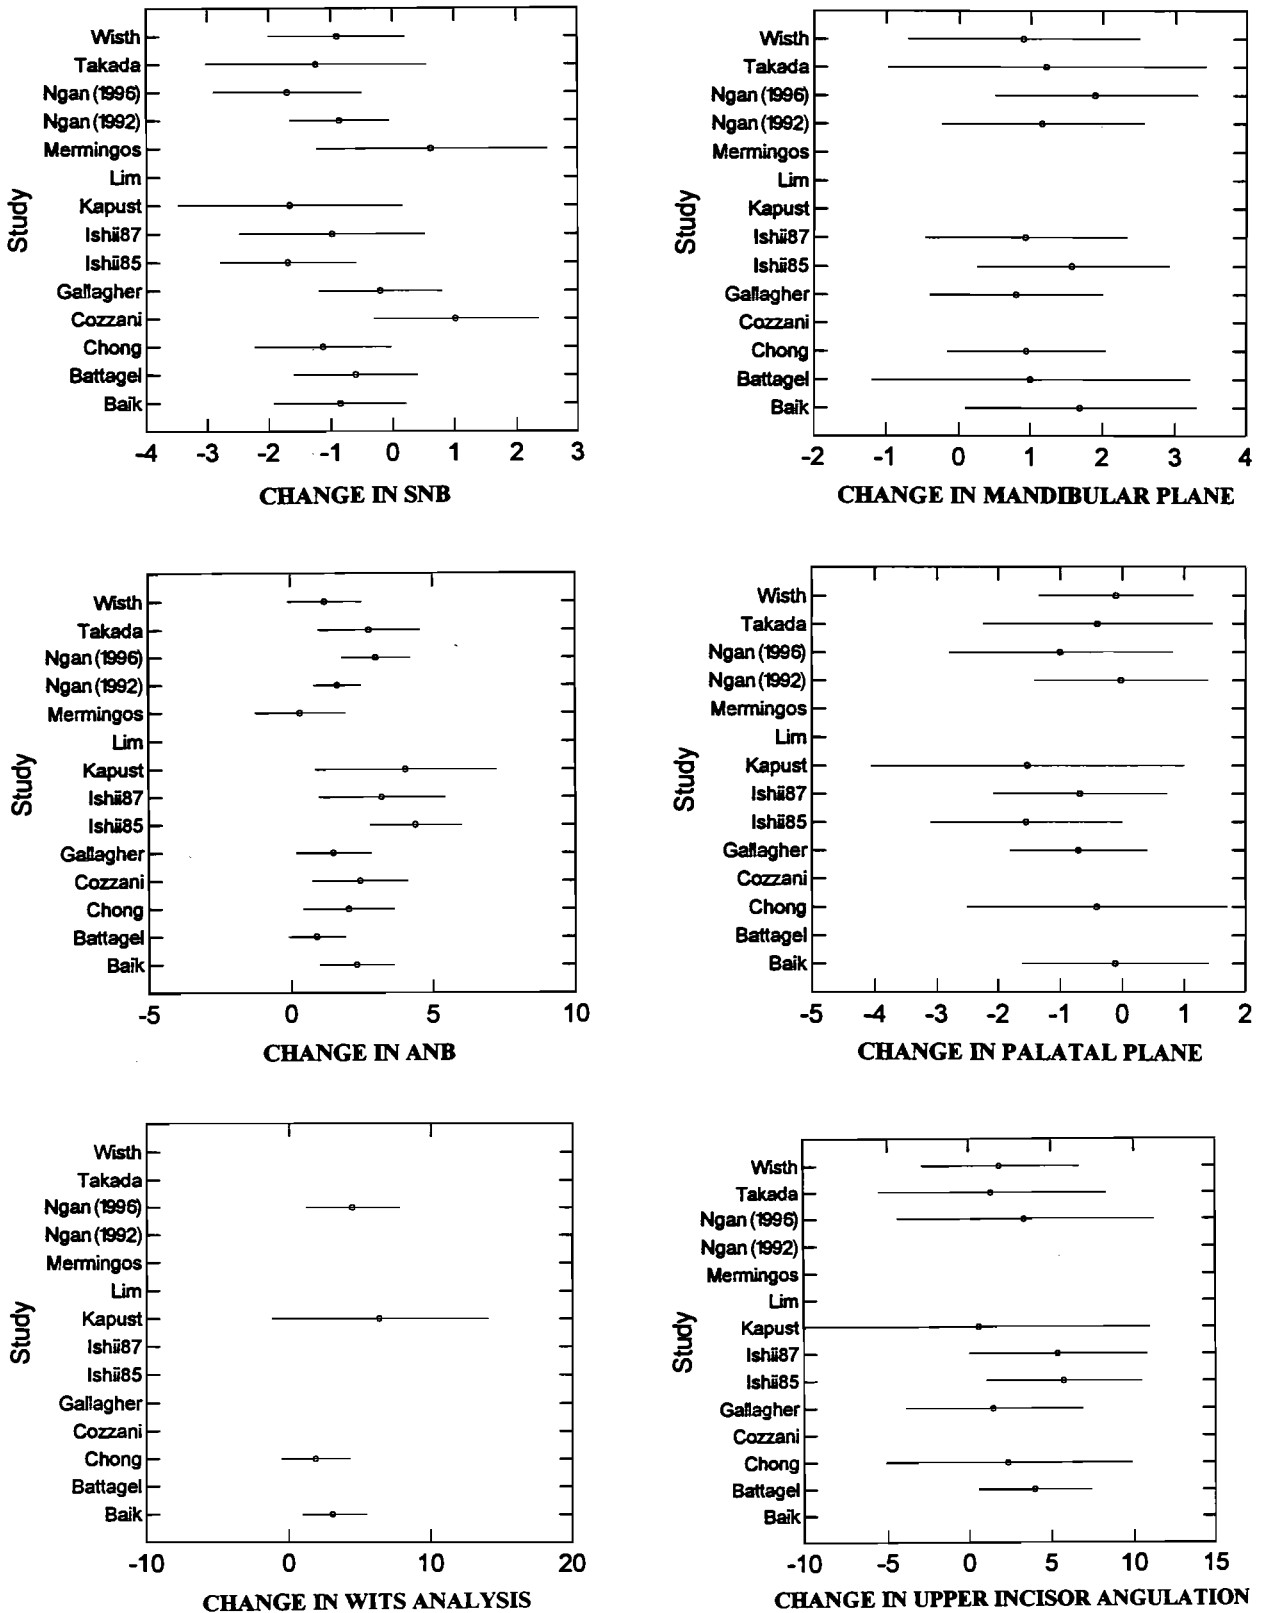 Study
Wisth
Takada
Ngan (1996)
Ngan (1992)
Mermingos
Lim
Kapust
Ishii87
Ishii85
Gallagher
Cozzani
Chong
Battagel
Baik
-4 -3 -2 -1 0 1 2 3
CHANGE IN SNB
Study
Wisth
Takada
Ngan (1996)
Ngan (1992)
Mermingos
Lim
Kapust
Ishii87
Ishii85
Gallagher
Cozzani
Chong
Battagel
Baik
-2 -1 0 1 2 3 4
CHANGE IN MANDIBULAR PLANE
Study
Wisth
Takada
Ngan (1996)
Ngan (1992)
Mermingos
Lim
Kapust
Ishii87
Ishii85
Gallagher
Cozzani
Chong
Battagel
Baik
-5 0 5 10
CHANGE IN ANB
Study
Wisth
Takada
Ngan (1996)
Ngan (1992)
Mermingos
Lim
Kapust
Ishii87
Ishii85
Gallagher
Cozzani
Chong
Battagel
Baik
-5 -4 -3 -2 -1 0 1 2
CHANGE IN PALATAL PLANE
Study
Wisth
Takada
Ngan (1996)
Ngan (1992)
Mermingos
Lim
Kapust
Ishii87
Ishii85
Gallagher
Cozzani
Chong
Battagel
Baik
-10 0 10 20
CHANGE IN WITS ANALYSIS
Study
Wisth
Takada
Ngan (1996)
Ngan (1992)
Mermingos
Lim
Kapust
Ishii87
Ishii85
Gallagher
Cozzani
Chong
Battagel
Baik
-10 -5 0 5 10 15
CHANGE IN UPPER INCISOR ANGULATION